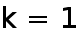 k = 1